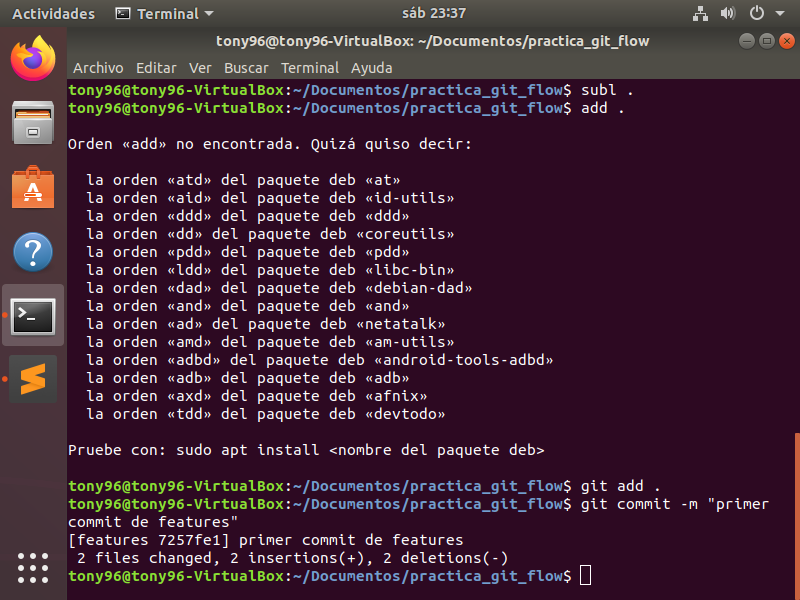 Actividades Terminal sáb 23:37
tony96@tony96-VirtualBox: ~/Documentos/practica_git_flow
Archivo Editar Ver Buscar Terminal Ayuda
tony96@tony96-VirtualBox:~/Documentos/practica_git_flow$ subl .
tony96@tony96-VirtualBox:~/Documentos/practica_git_flow$ add .
Orden «add» no encontrada. Quizá quiso decir:
la orden «atd» del paquete deb «at»
la orden «aid» del paquete deb «id-utils»
la orden «ddd» del paquete deb «ddd»
la orden «dd» del paquete deb «coreutils»
la orden «pdd» del paquete deb «pdd»
la orden «ldd» del paquete deb «libc-bin»
la orden «dad» del paquete deb «debian-dad»
la orden «and» del paquete deb «and»
la orden «ad» del paquete deb «netatalk»
la orden «amd» del paquete deb «am-utils»
la orden «adbd» del paquete deb «android-tools-adbd»
la orden «adb» del paquete deb «adb»
la orden «axd» del paquete deb «afnix»
la orden «tdd» del paquete deb «devtodo»
Pruebe con: sudo apt install <nombre del paquete deb>
tony96@tony96-VirtualBox:~/Documentos/practica_git_flow$ git add .
tony96@tony96-VirtualBox:~/Documentos/practica_git_flow$ git commit -m "primer
commit de features"
[features 7257fe1] primer commit de features
2 files changed, 2 insertions(+), 2 deletions(-)
tony96@tony96-VirtualBox:~/Documentos/practica_git_flow$